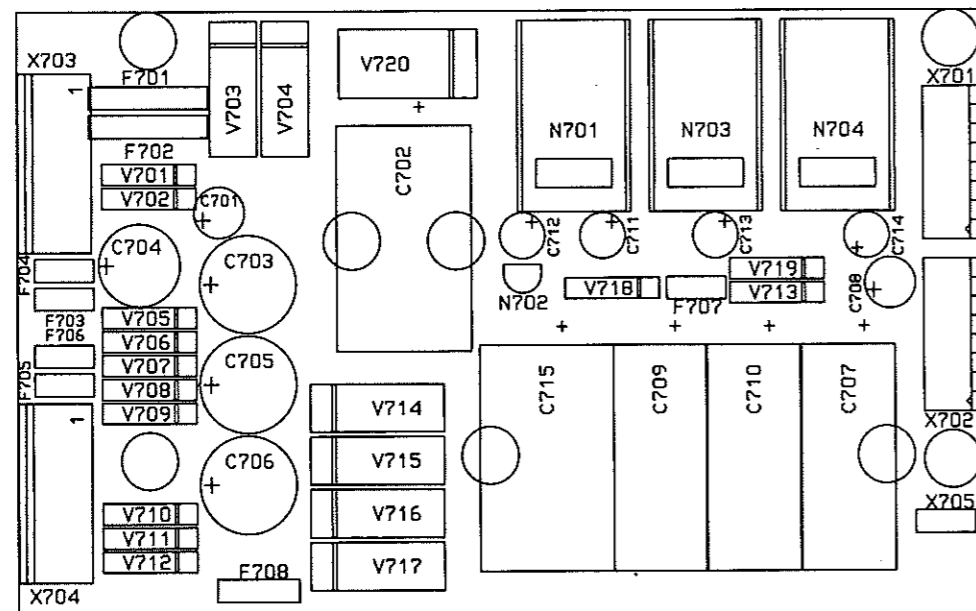 X703
F701
1
F702
V701
V702
V703
V704
V720
+
C702
N701
N703
N704
X701
C701
+
C704
+
C703
+
+
C712
+
C711
+
C713
+
C714
+
C708
F704
F703
F706
F705
N702
V718
F707
V719
V713
V705
V706
V707
V708
V709
C705
+
+
+
+
+
C715
C709
C710
C707
X702
X705
1
C706
+
V714
V715
V716
V717
V710
V711
V712
F708
X704